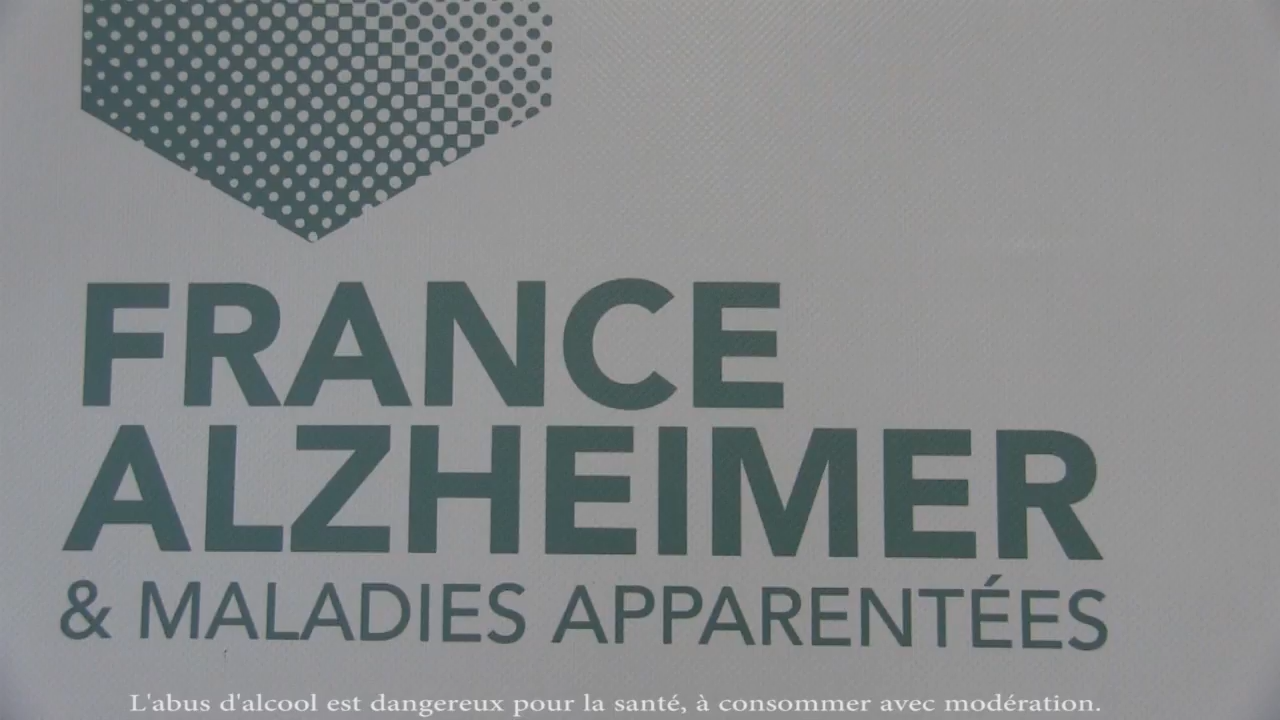 FRANCE
ALZHEIMER
& MALADIES APPARENTÉES
L'abus d'alcool est dangereux pour la santé, à consommer avec modération.